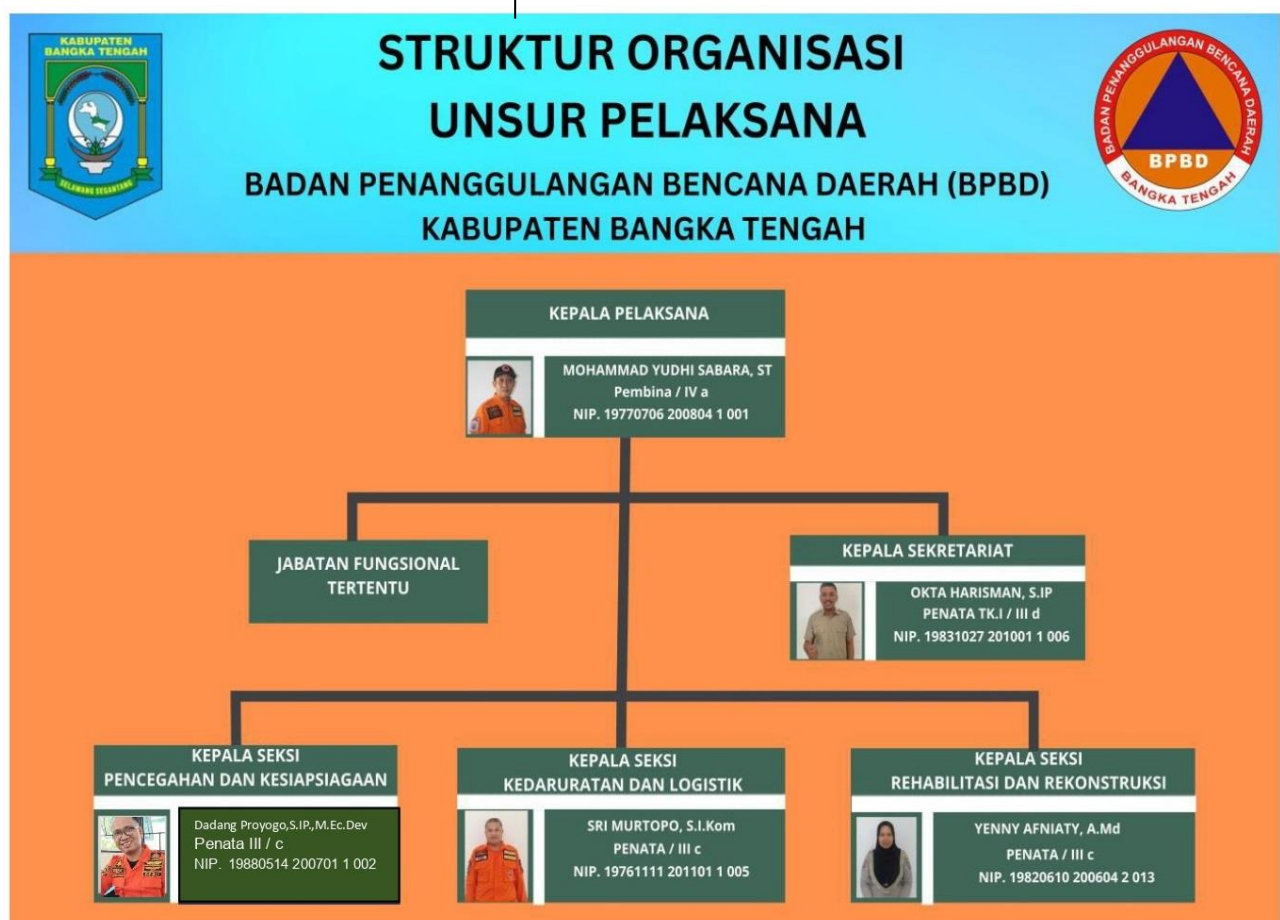 KABUPATEN
BANGKA TENGAH
SELAWANG SEGANTANG
STRUKTUR ORGANISASI
UNSUR PELAKSANA
BADAN PENANGGULANGAN BENCANA DAERAH (BPBD)
KABUPATEN BANGKA TENGAH
BADAN PENANGGULANGAN BENCANA DAERAH
BPBD
BANGKA TENGAH
KEPALA PELAKSANA
MOHAMMAD YUDHI SABARA, ST
Pembina / IV a
NIP. 19770706 200804 1 001
JABATAN FUNGSIONAL
TERTENTU
KEPALA SEKRETARIAT
OKTA HARISMAN, S.IP
PENATA TK.I / III d
NIP. 19831027 201001 1 006
KEPALA SEKSI
PENCEGAHAN DAN KESIAPSIAGAAN
Dadang Proyogo,S.IP.,M.Ec.Dev
Penata III / c
NIP. 19880514 200701 1 002
KEPALA SEKSI
KEDARURATAN DAN LOGISTIK
SRI MURTOPO, S.I.Kom
PENATA / III c
NIP. 19761111 201101 1 005
KEPALA SEKSI
REHABILITASI DAN REKONSTRUKSI
YENNY AFNIATY, A.Md
PENATA / III c
NIP. 19820610 200604 2 013